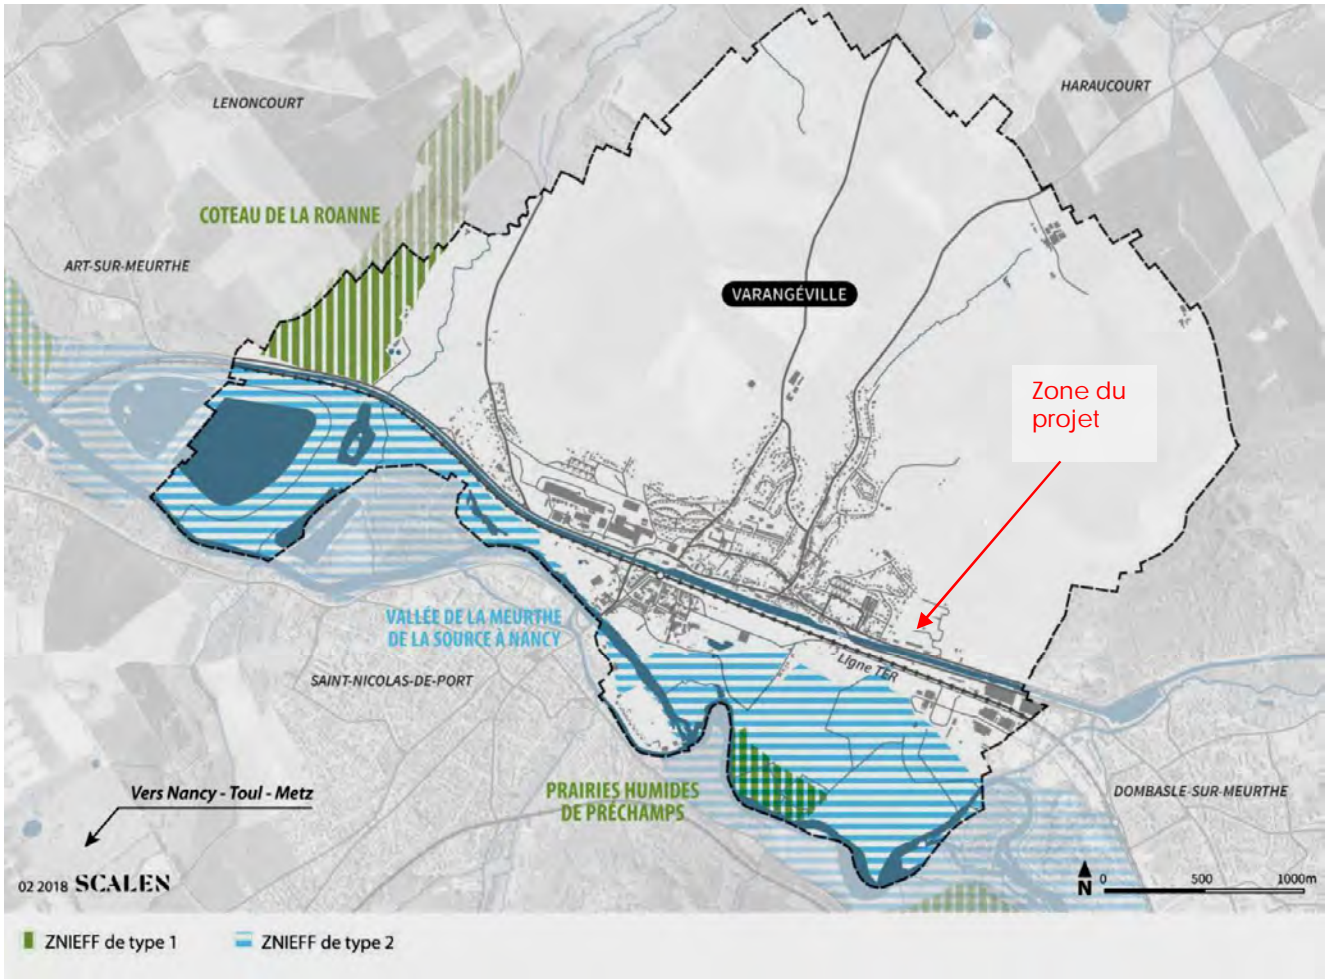 LENONCOURT
HARAUCOURT
COTEAU DE LA ROANNE
ART-SUR-MEURTHE
VARANGÉVILLE
Zone du
projet
VALLÉE DE LA MEURTHE
DE LA SOURCE À NANCY
Ligne TER
SAINT-NICOLAS-DE-PORT
PRAIRIES HUMIDES
DE PRÉCHAMPS
Vers Nancy - Toul - Metz
DOMBASLE-SUR-MEURTHE
02 2018 SCALEN
N
0 500 1000m
ZNIEFF de type 1
ZNIEFF de type 2